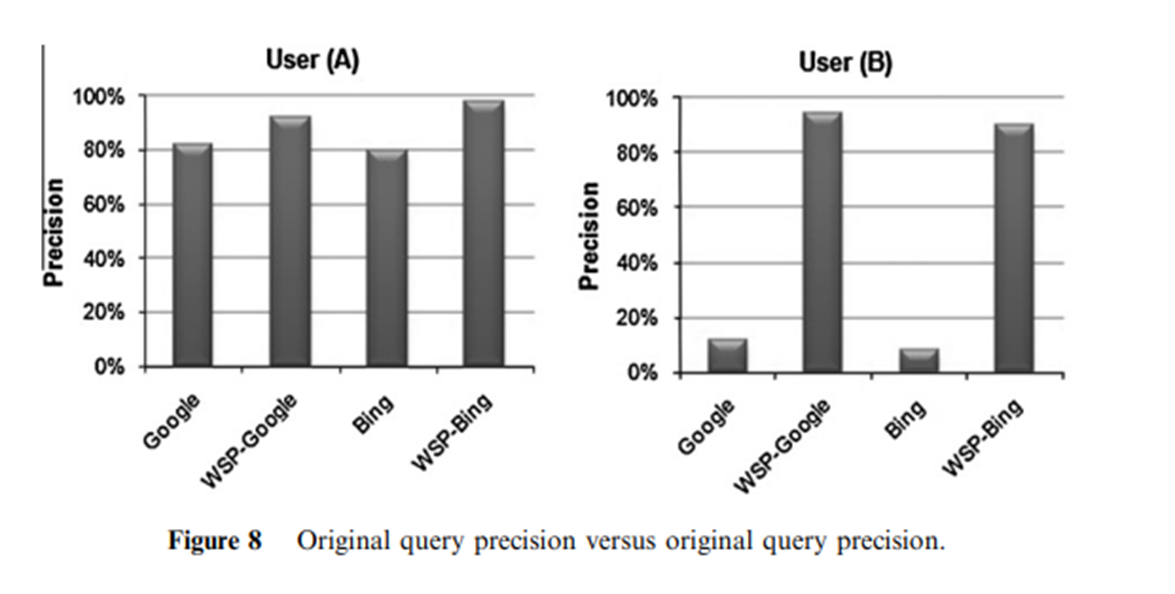 User (A)
100%
80%
60%
40%
20%
0%
Precision
Google
WSP-Google
Bing
WSP-Bing
User (B)
100%
80%
60%
40%
20%
0%
Precision
Google
WSP-Google
Bing
WSP-Bing
Figure 8 Original query precision versus original query precision.